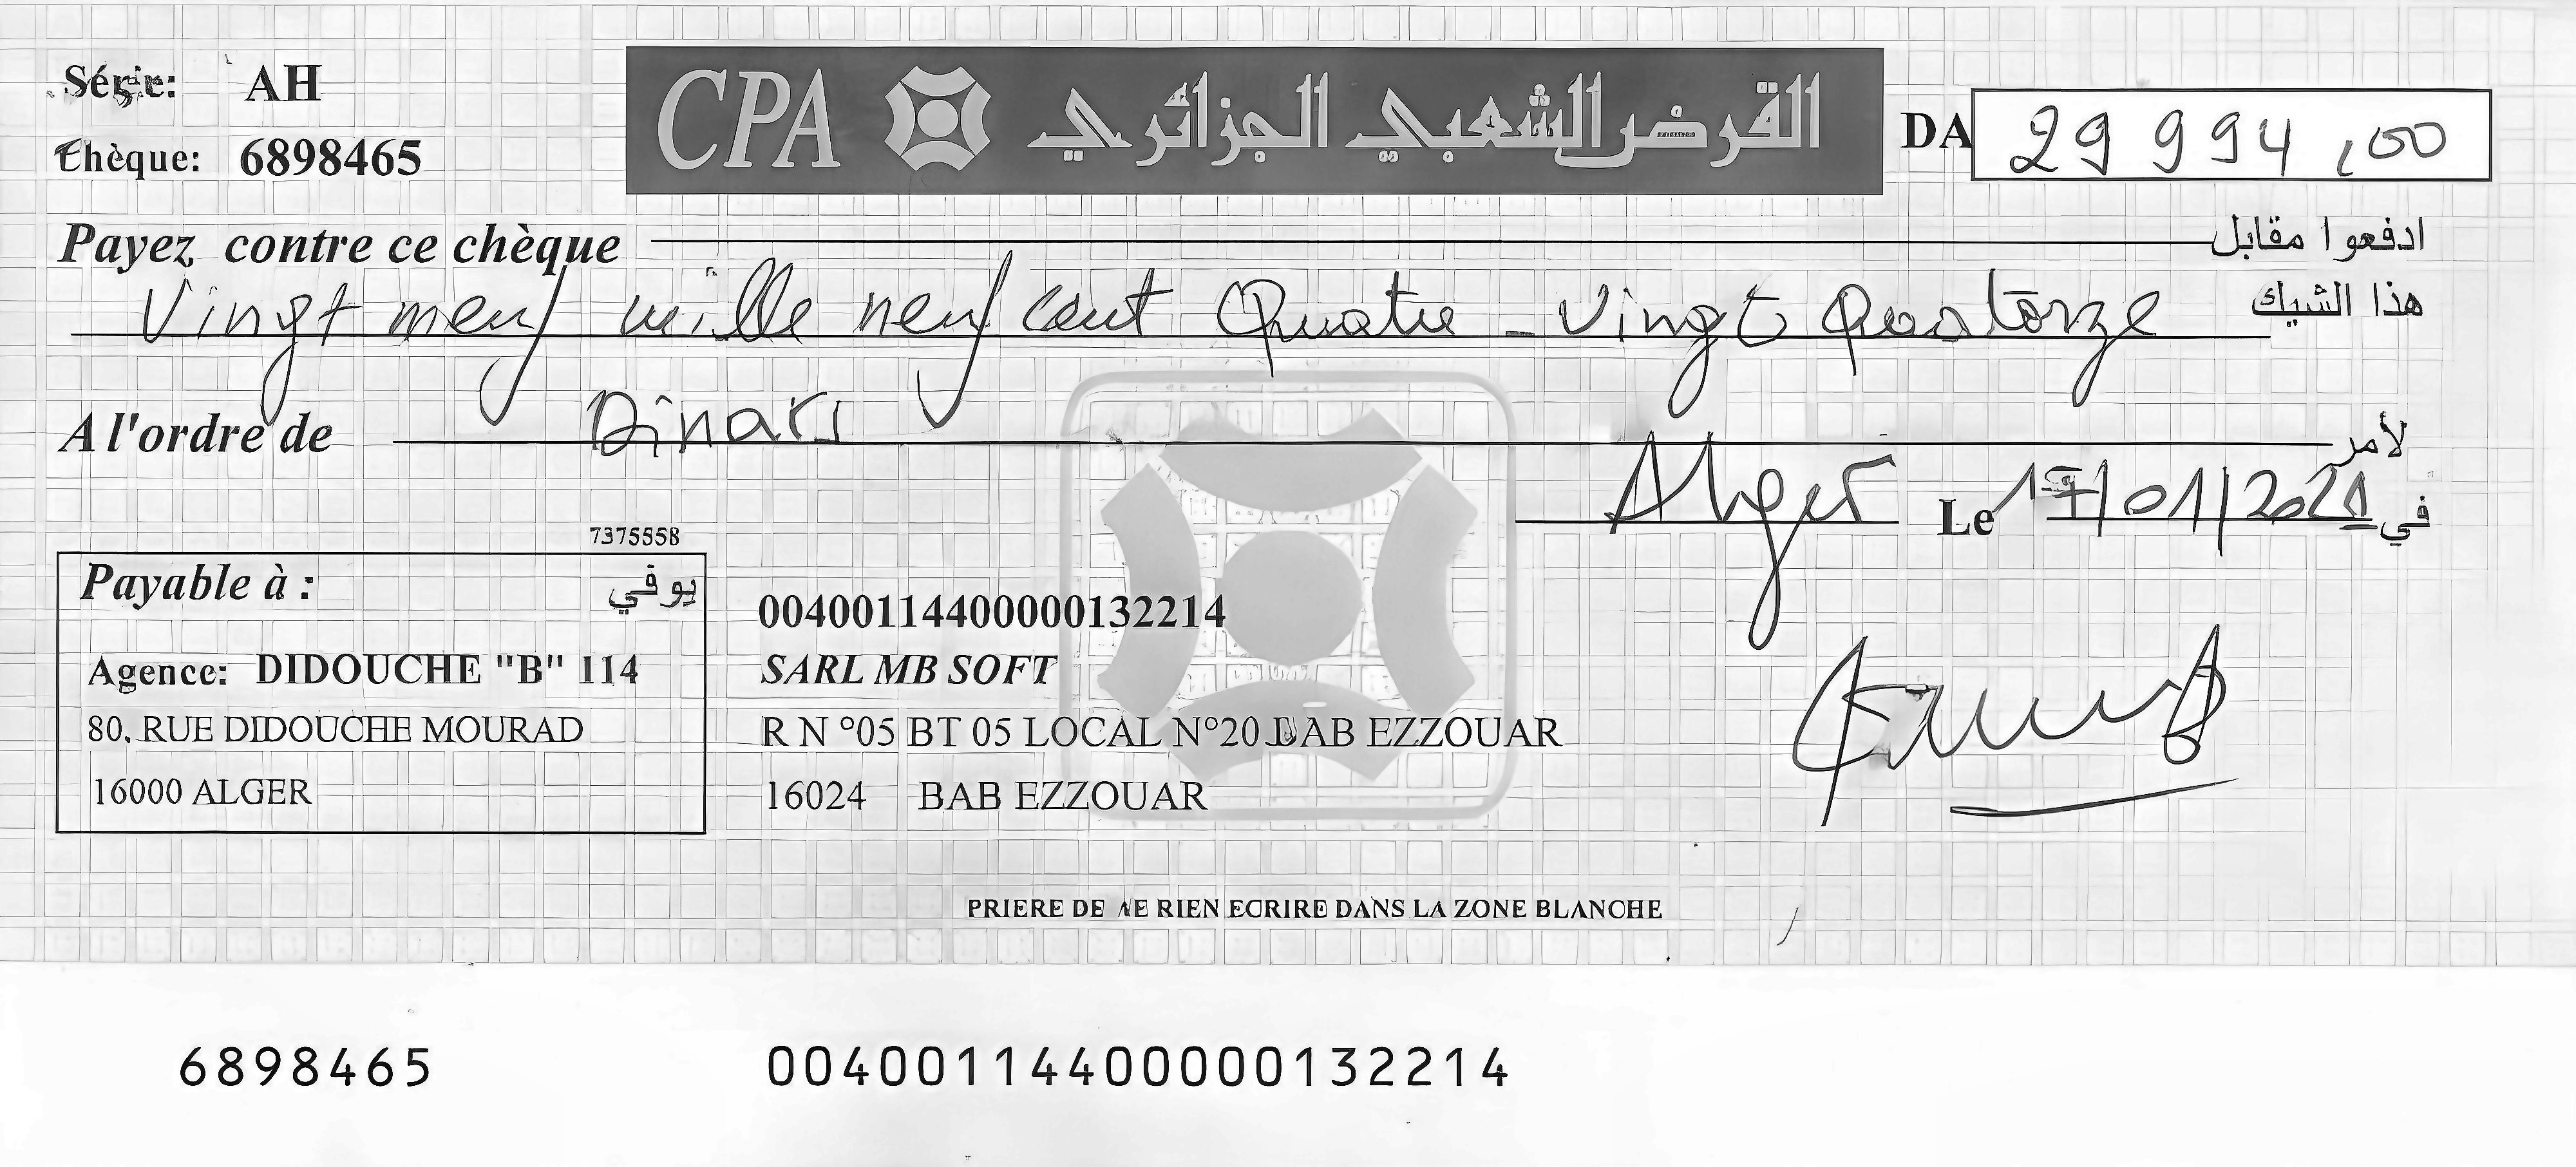 Série: AH
Chèque: 6898465
CPA القرض الشعبي الجزائري
DA 29 994,00
Payez contre ce chèque ادفعوا مقابل
Vingt neuf mille neuf cent Quatre-vingt Quatorze هذا الشيك
Dinars
A l'ordre de لأمر
Alger Le 17/01/2021 في
7375558
Payable à : يوفي
Agence: DIDOUCHE "B" 114
80, RUE DIDOUCHE MOURAD
16000 ALGER
00400114400000132214
SARL MB SOFT
R N °05 BT 05 LOCAL N°20 BAB EZZOUAR
16024 BAB EZZOUAR
PRIERE DE NE RIEN ECRIRE DANS LA ZONE BLANCHE
6898465 00400114400000132214